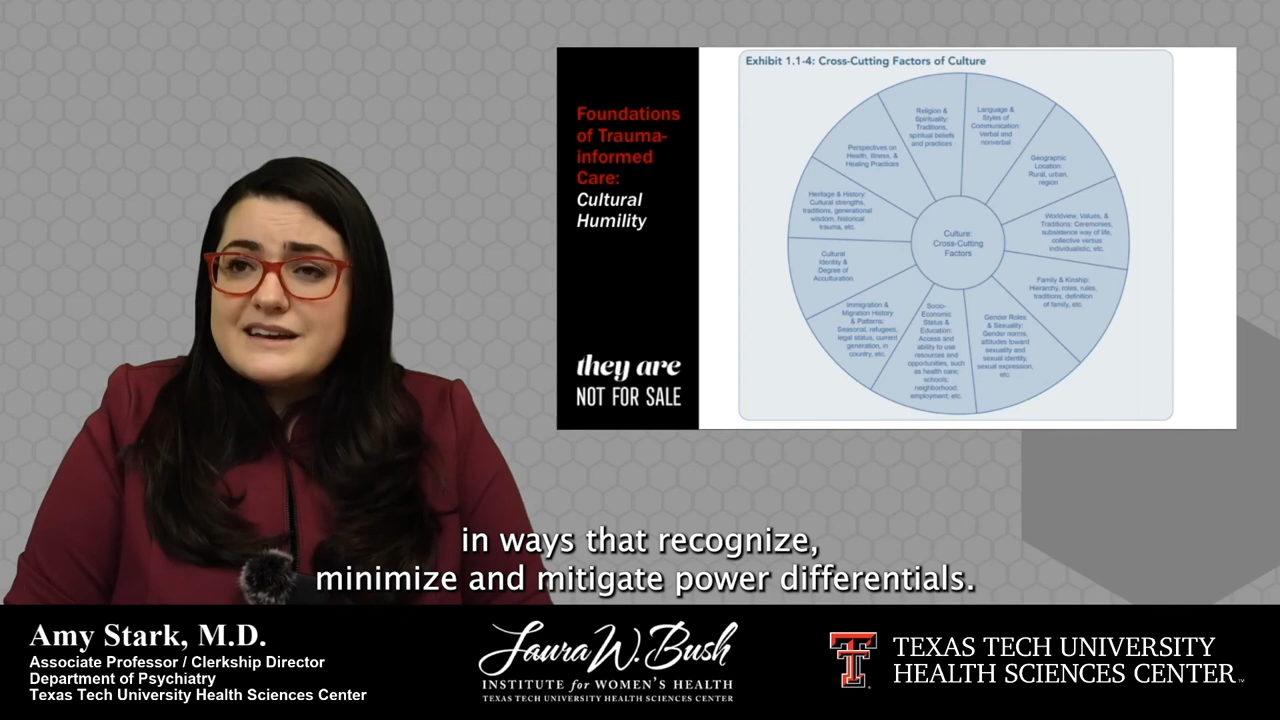 Foundations
of Trauma-
informed
Care:
Cultural
Humility
they are
NOT FOR SALE
Exhibit 1.1-4: Cross-Cutting Factors of Culture
Religion &
Spirituality:
Traditions,
spiritual beliefs
and practices
Language &
Styles of
Communication
Verbal and
nonverbal
Geographic
Location:
Rural, urban,
region
Worldview, Values, &
Traditions: Ceremonies,
subsistence way of life,
collective versus
individualistic, etc.
Family & Kinship:
Hierarchy, roles, rules,
traditions, definition
of family, etc.
Gender Roles
& Sexuality:
Gender norms,
attitudes toward
sexuality and
sexual identity,
sexual expression,
etc.
Socio-
Economic
Status &
Education:
Access and
ability to use
resources and
opportunities, such
as health care;
schools;
neighborhood;
employment; etc.
Immigration &
Migration History
& Patterns:
Seasonal, refugees,
legal status, current
generation, in
country, etc.
Cultural
Identity &
Degree of
Acculturation
Heritage & History:
Cultural strengths,
traditions, generational
wisdom, historical
trauma, etc.
Perspectives on
Health, Illness, &
Healing Practices
Culture:
Cross-Cutting
Factors
in ways that recognize,
minimize and mitigate power differentials.
Amy Stark, M.D.
Associate Professor / Clerkship Director
Department of Psychiatry
Texas Tech University Health Sciences Center
Laura W. Bush
INSTITUTE for WOMEN'S HEALTH
TEXAS TECH UNIVERSITY HEALTH SCIENCES CENTER
TEXAS TECH UNIVERSITY
HEALTH SCIENCES CENTER™